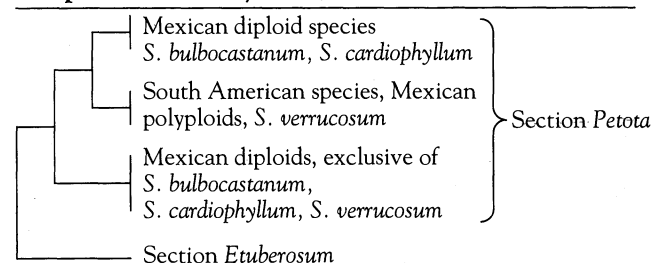 Mexican diploid species
S. bulbocastanum, S. cardiophyllum
South American species, Mexican
polyploids, S. verrucosum
Section Petota
Mexican diploids, exclusive of
S. bulbocastanum,
S. cardiophyllum, S. verrucosum
Section Etuberosum